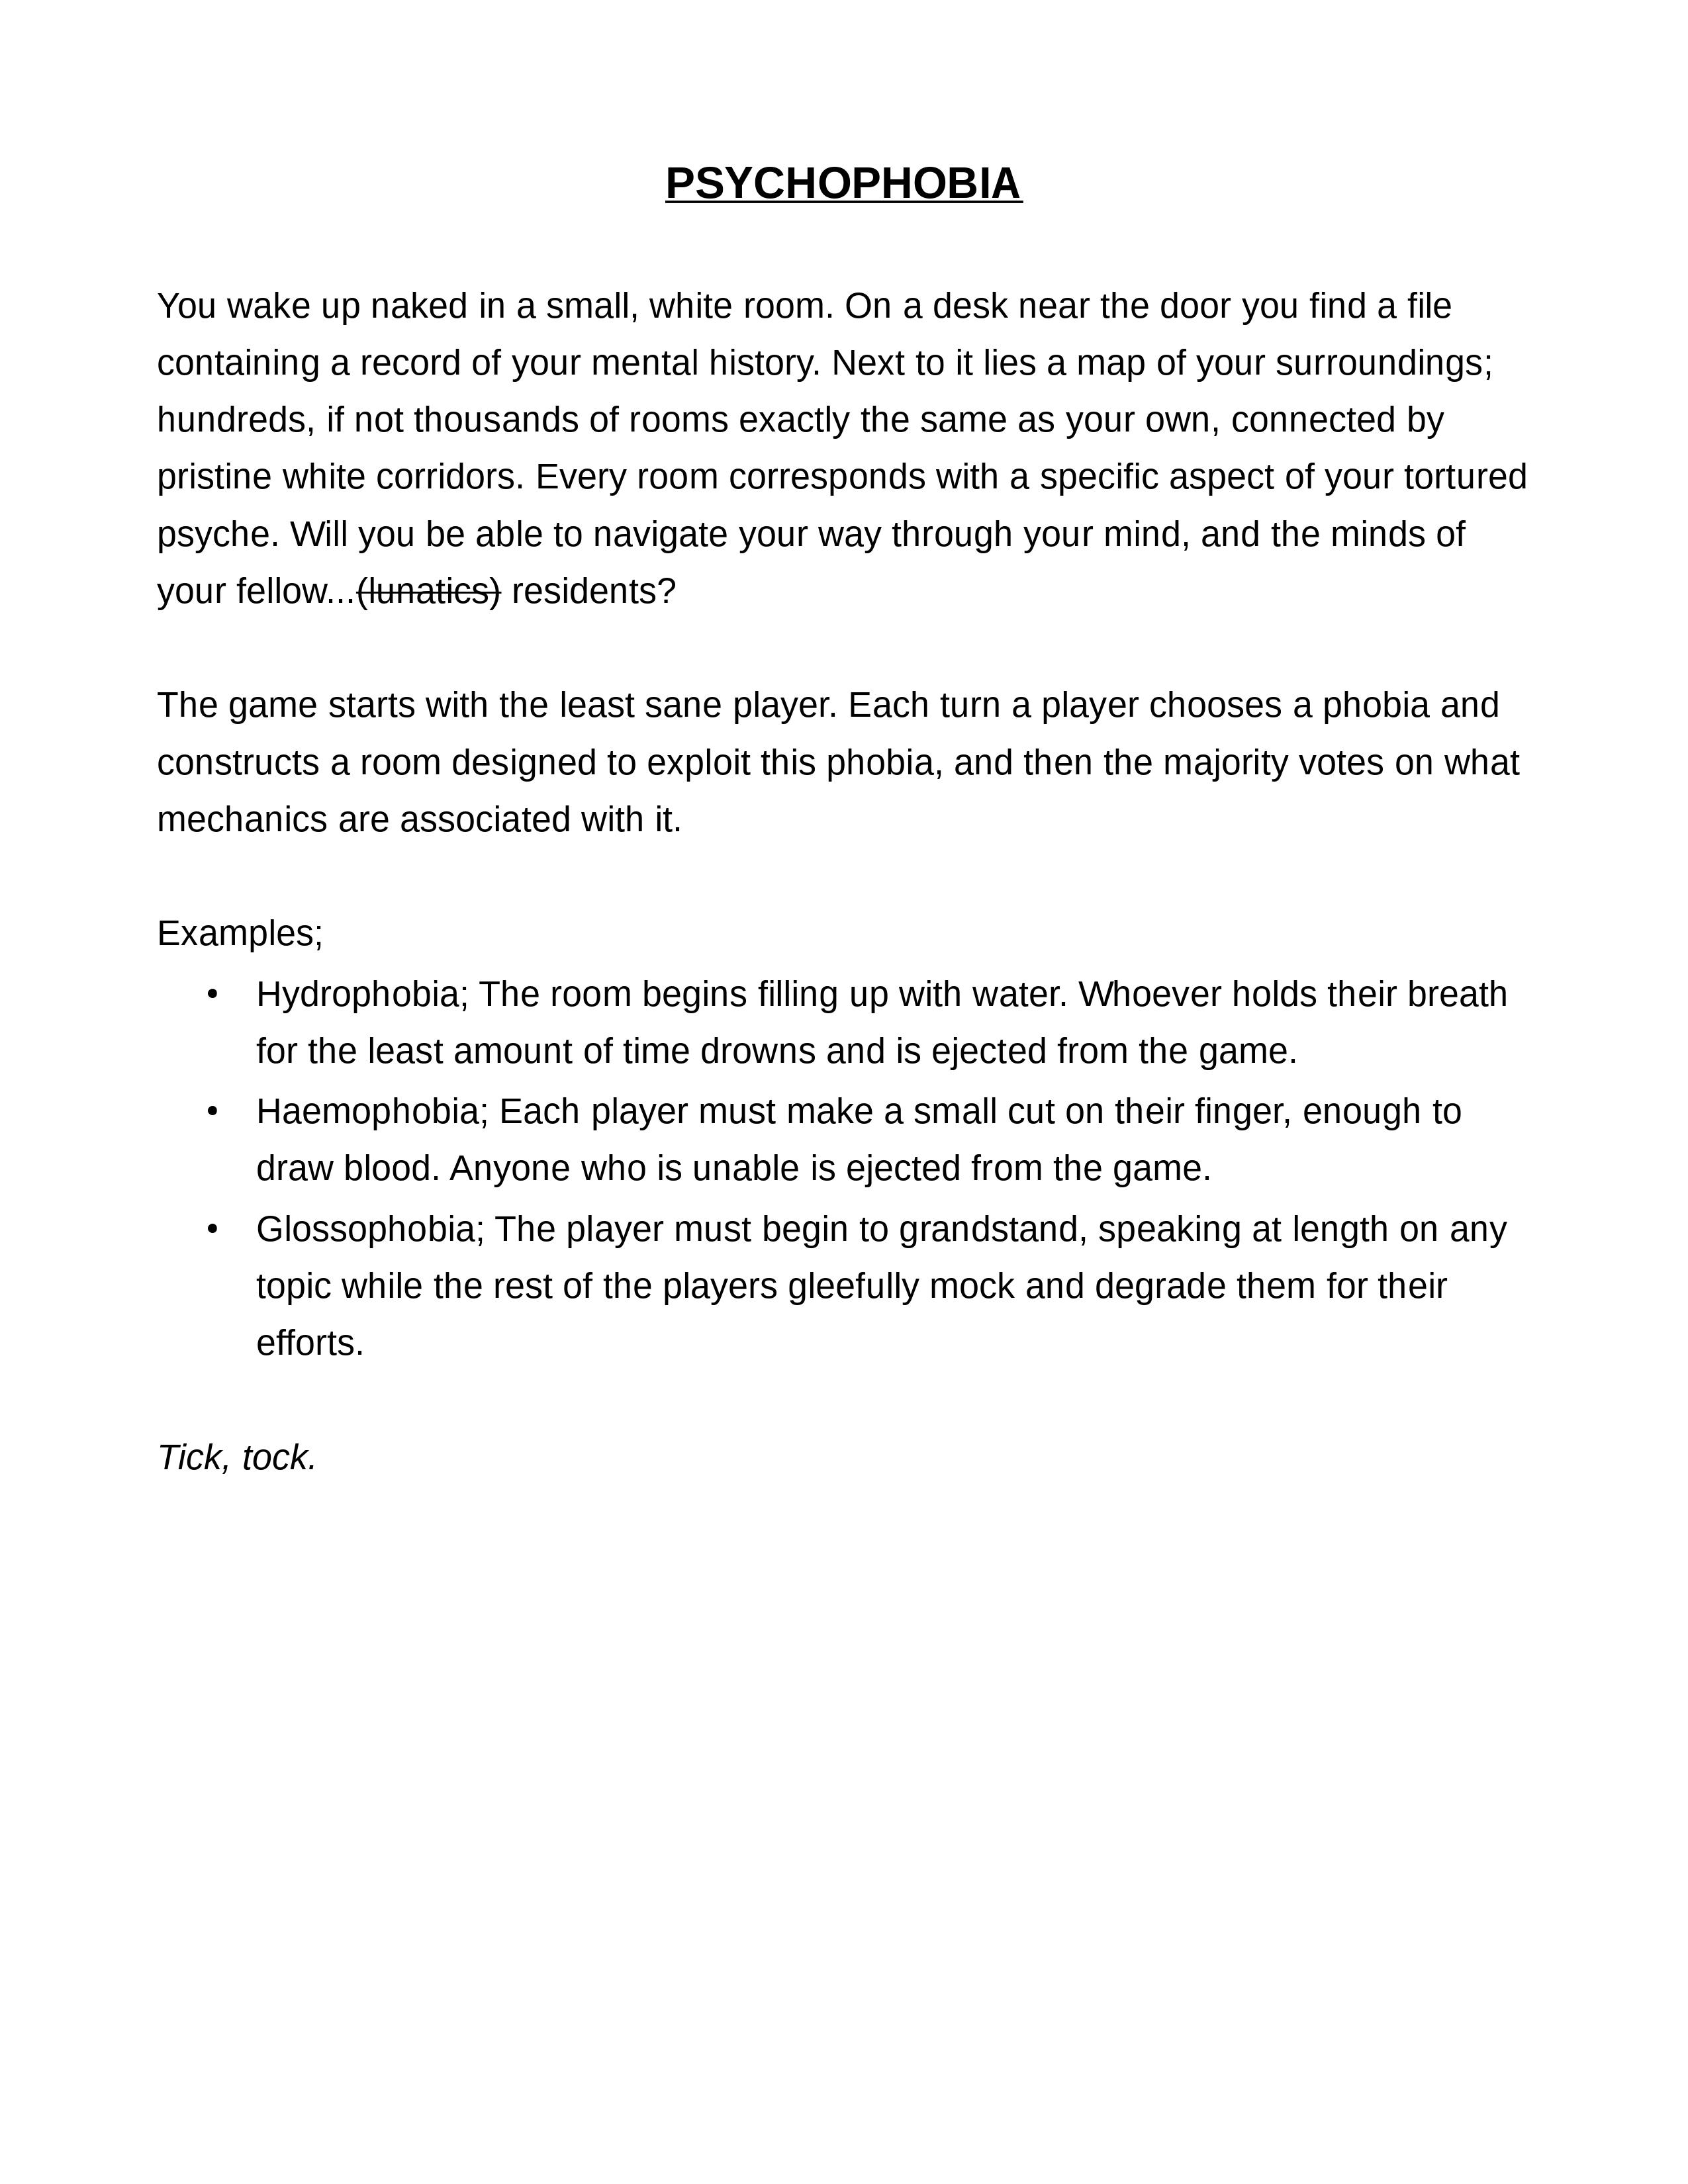 PSYCHOPHOBIA
You wake up naked in a small, white room. On a desk near the door you find a file
containing a record of your mental history. Next to it lies a map of your surroundings;
hundreds, if not thousands of rooms exactly the same as your own, connected by
pristine white corridors. Every room corresponds with a specific aspect of your tortured
psyche. Will you be able to navigate your way through your mind, and the minds of
your fellow...(lunatics) residents?
The game starts with the least sane player. Each turn a player chooses a phobia and
constructs a room designed to exploit this phobia, and then the majority votes on what
mechanics are associated with it.
Examples;
• Hydrophobia; The room begins filling up with water. Whoever holds their breath
for the least amount of time drowns and is ejected from the game.
• Haemophobia; Each player must make a small cut on their finger, enough to
draw blood. Anyone who is unable is ejected from the game.
• Glossophobia; The player must begin to grandstand, speaking at length on any
topic while the rest of the players gleefully mock and degrade them for their
efforts.
Tick, tock.